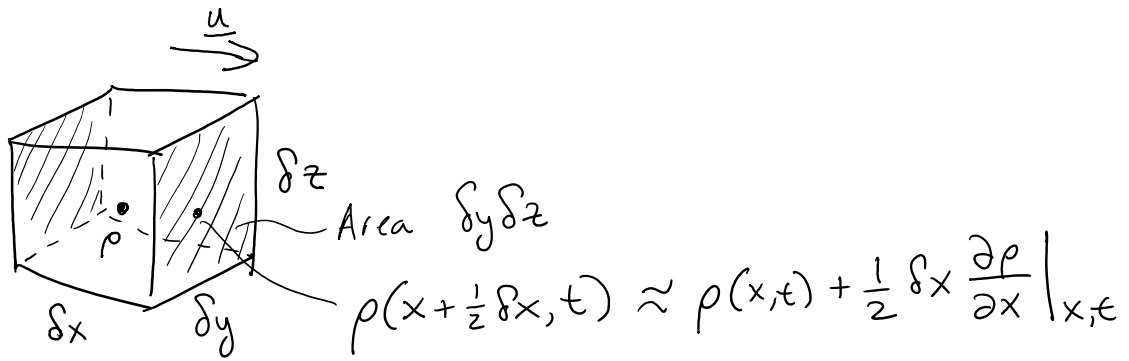 u
δz
ρ
Area δyδz
δx
δy
ρ(x+½δx, t) ≈ ρ(x,t) + ½ δx ∂ρ/∂x |x,t